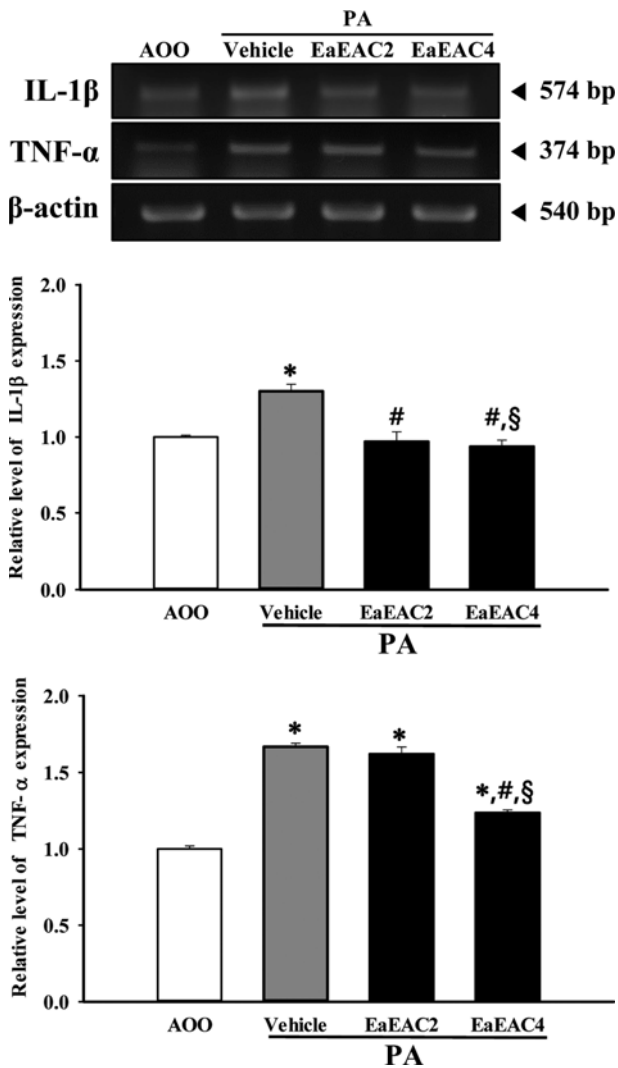 PA
AOO Vehicle EaEAC2 EaEAC4
IL-1β ◄ 574 bp
TNF-α ◄ 374 bp
β-actin ◄ 540 bp
Relative level of IL-1β expression
2.0
1.5
1.0
0.5
0.0
*
#
#,§
AOO Vehicle EaEAC2 EaEAC4
PA
Relative level of TNF- α expression
2.0
1.5
1.0
0.5
0.0
*
*
*,#,§
AOO Vehicle EaEAC2 EaEAC4
PA